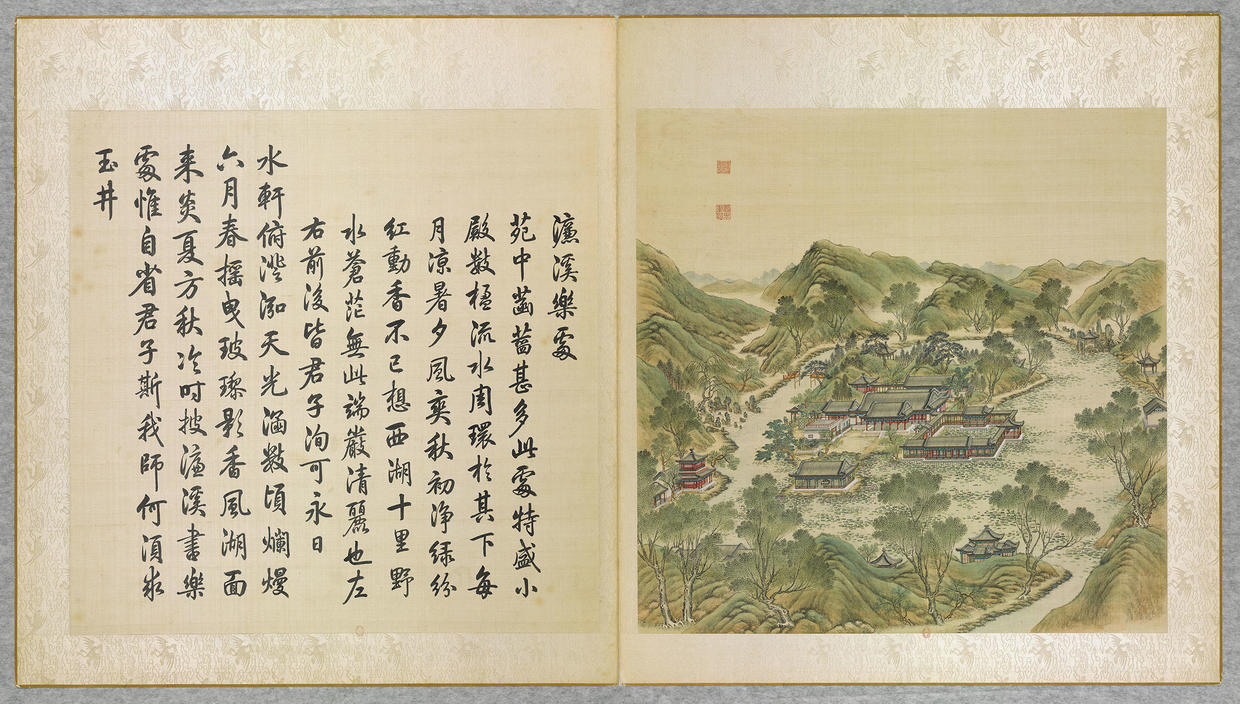 濂溪樂處
苑中菡萏甚多此處特盛小
殿數楹流水周環於其下每
月涼暑夕風爽秋初淨綠紛
紅動香不已想西湖十里野
水蒼茫無此端嚴清麗也左
右前後皆君子洵可永日
水軒俯澄泓天光涵數頃爛熳
六月春搖曳玻瓈影香風湖面
来炎夏方秋冷時披濂溪書樂
處惟自省君子斯我師何須求
玉井